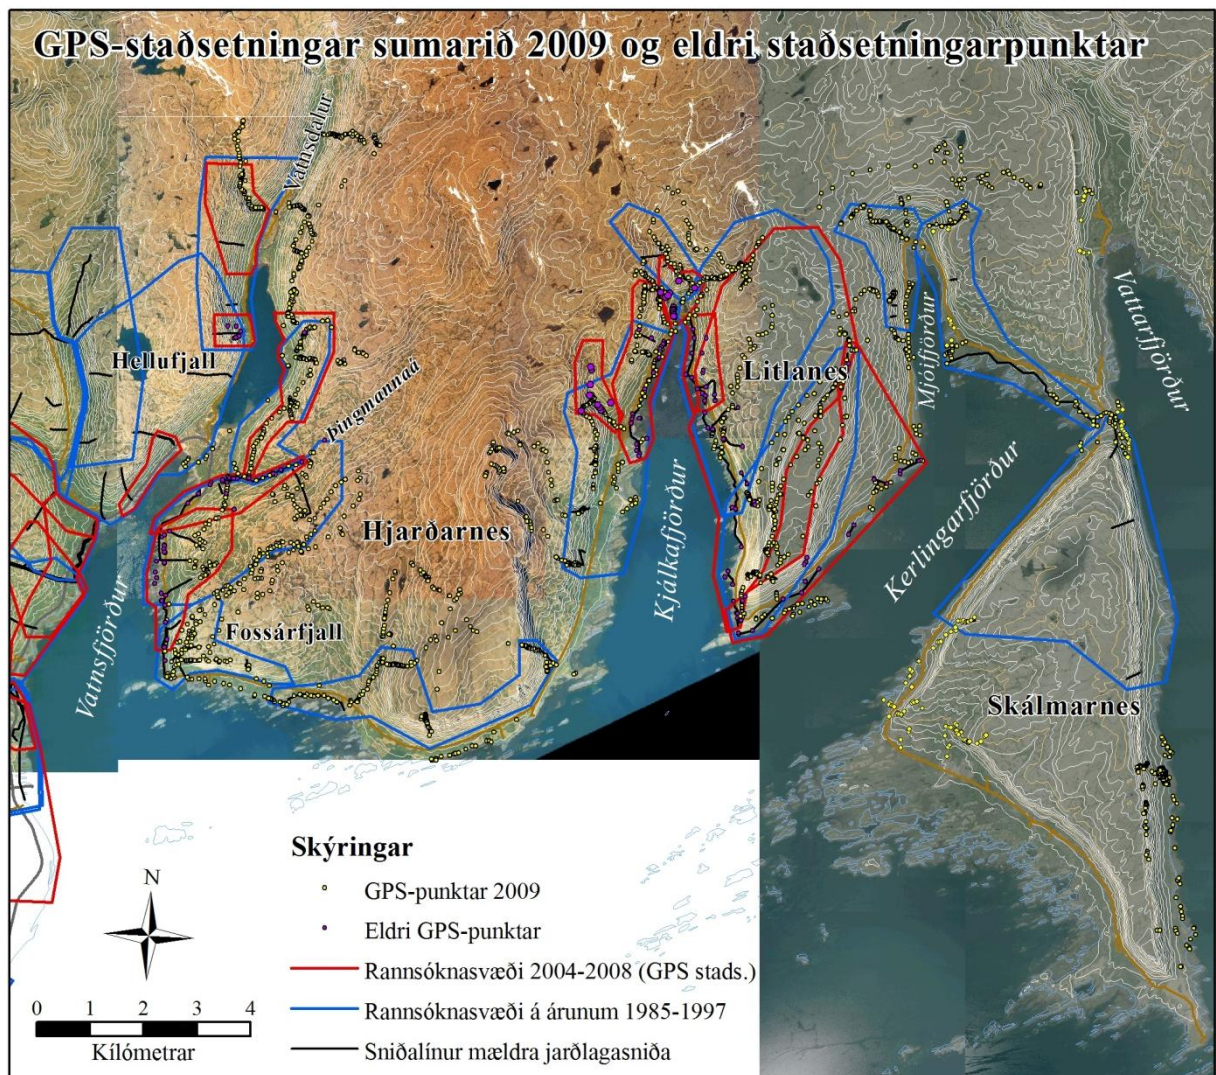 GPS-staðsetningar sumarið 2009 og eldri staðsetningarpunktar
Vatnsdalur
Hellufjall
Þingmannaá
Hjarðarnes
Fossárfjall
Vatnsfjörður
Kjálkafjörður
Litlanes
Mjóifjörður
Kerlingarfjörður
Vattarfjörður
Skálmarnes
Skýringar
GPS-punktar 2009
Eldri GPS-punktar
Rannsóknasvæði 2004-2008 (GPS stads.)
Rannsóknasvæði á árunum 1985-1997
Sniðalínur mældra jarðlagasniða
N
0 1 2 3 4
Kílómetrar